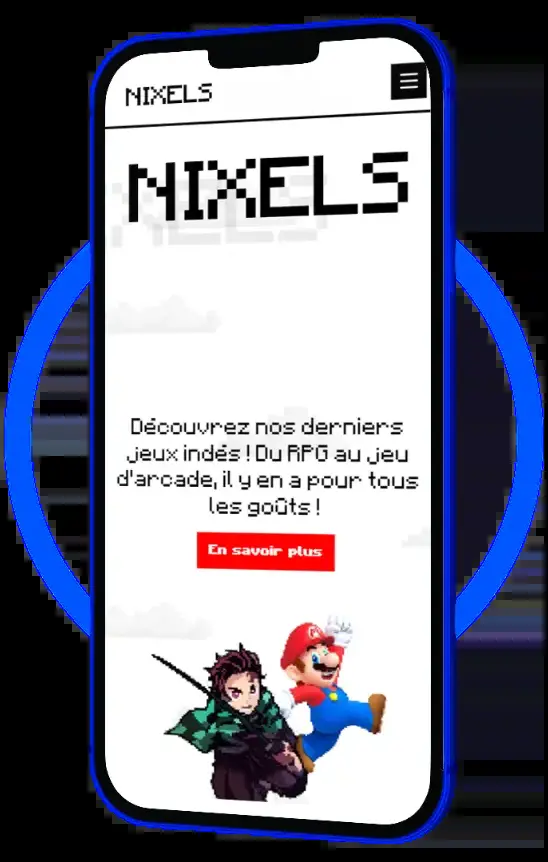 NIXELS
NIXELS
Découvrez nos derniers
jeux indés ! Du RPG au jeu
d'arcade, il y en a pour tous
les goûts !
En savoir plus
M